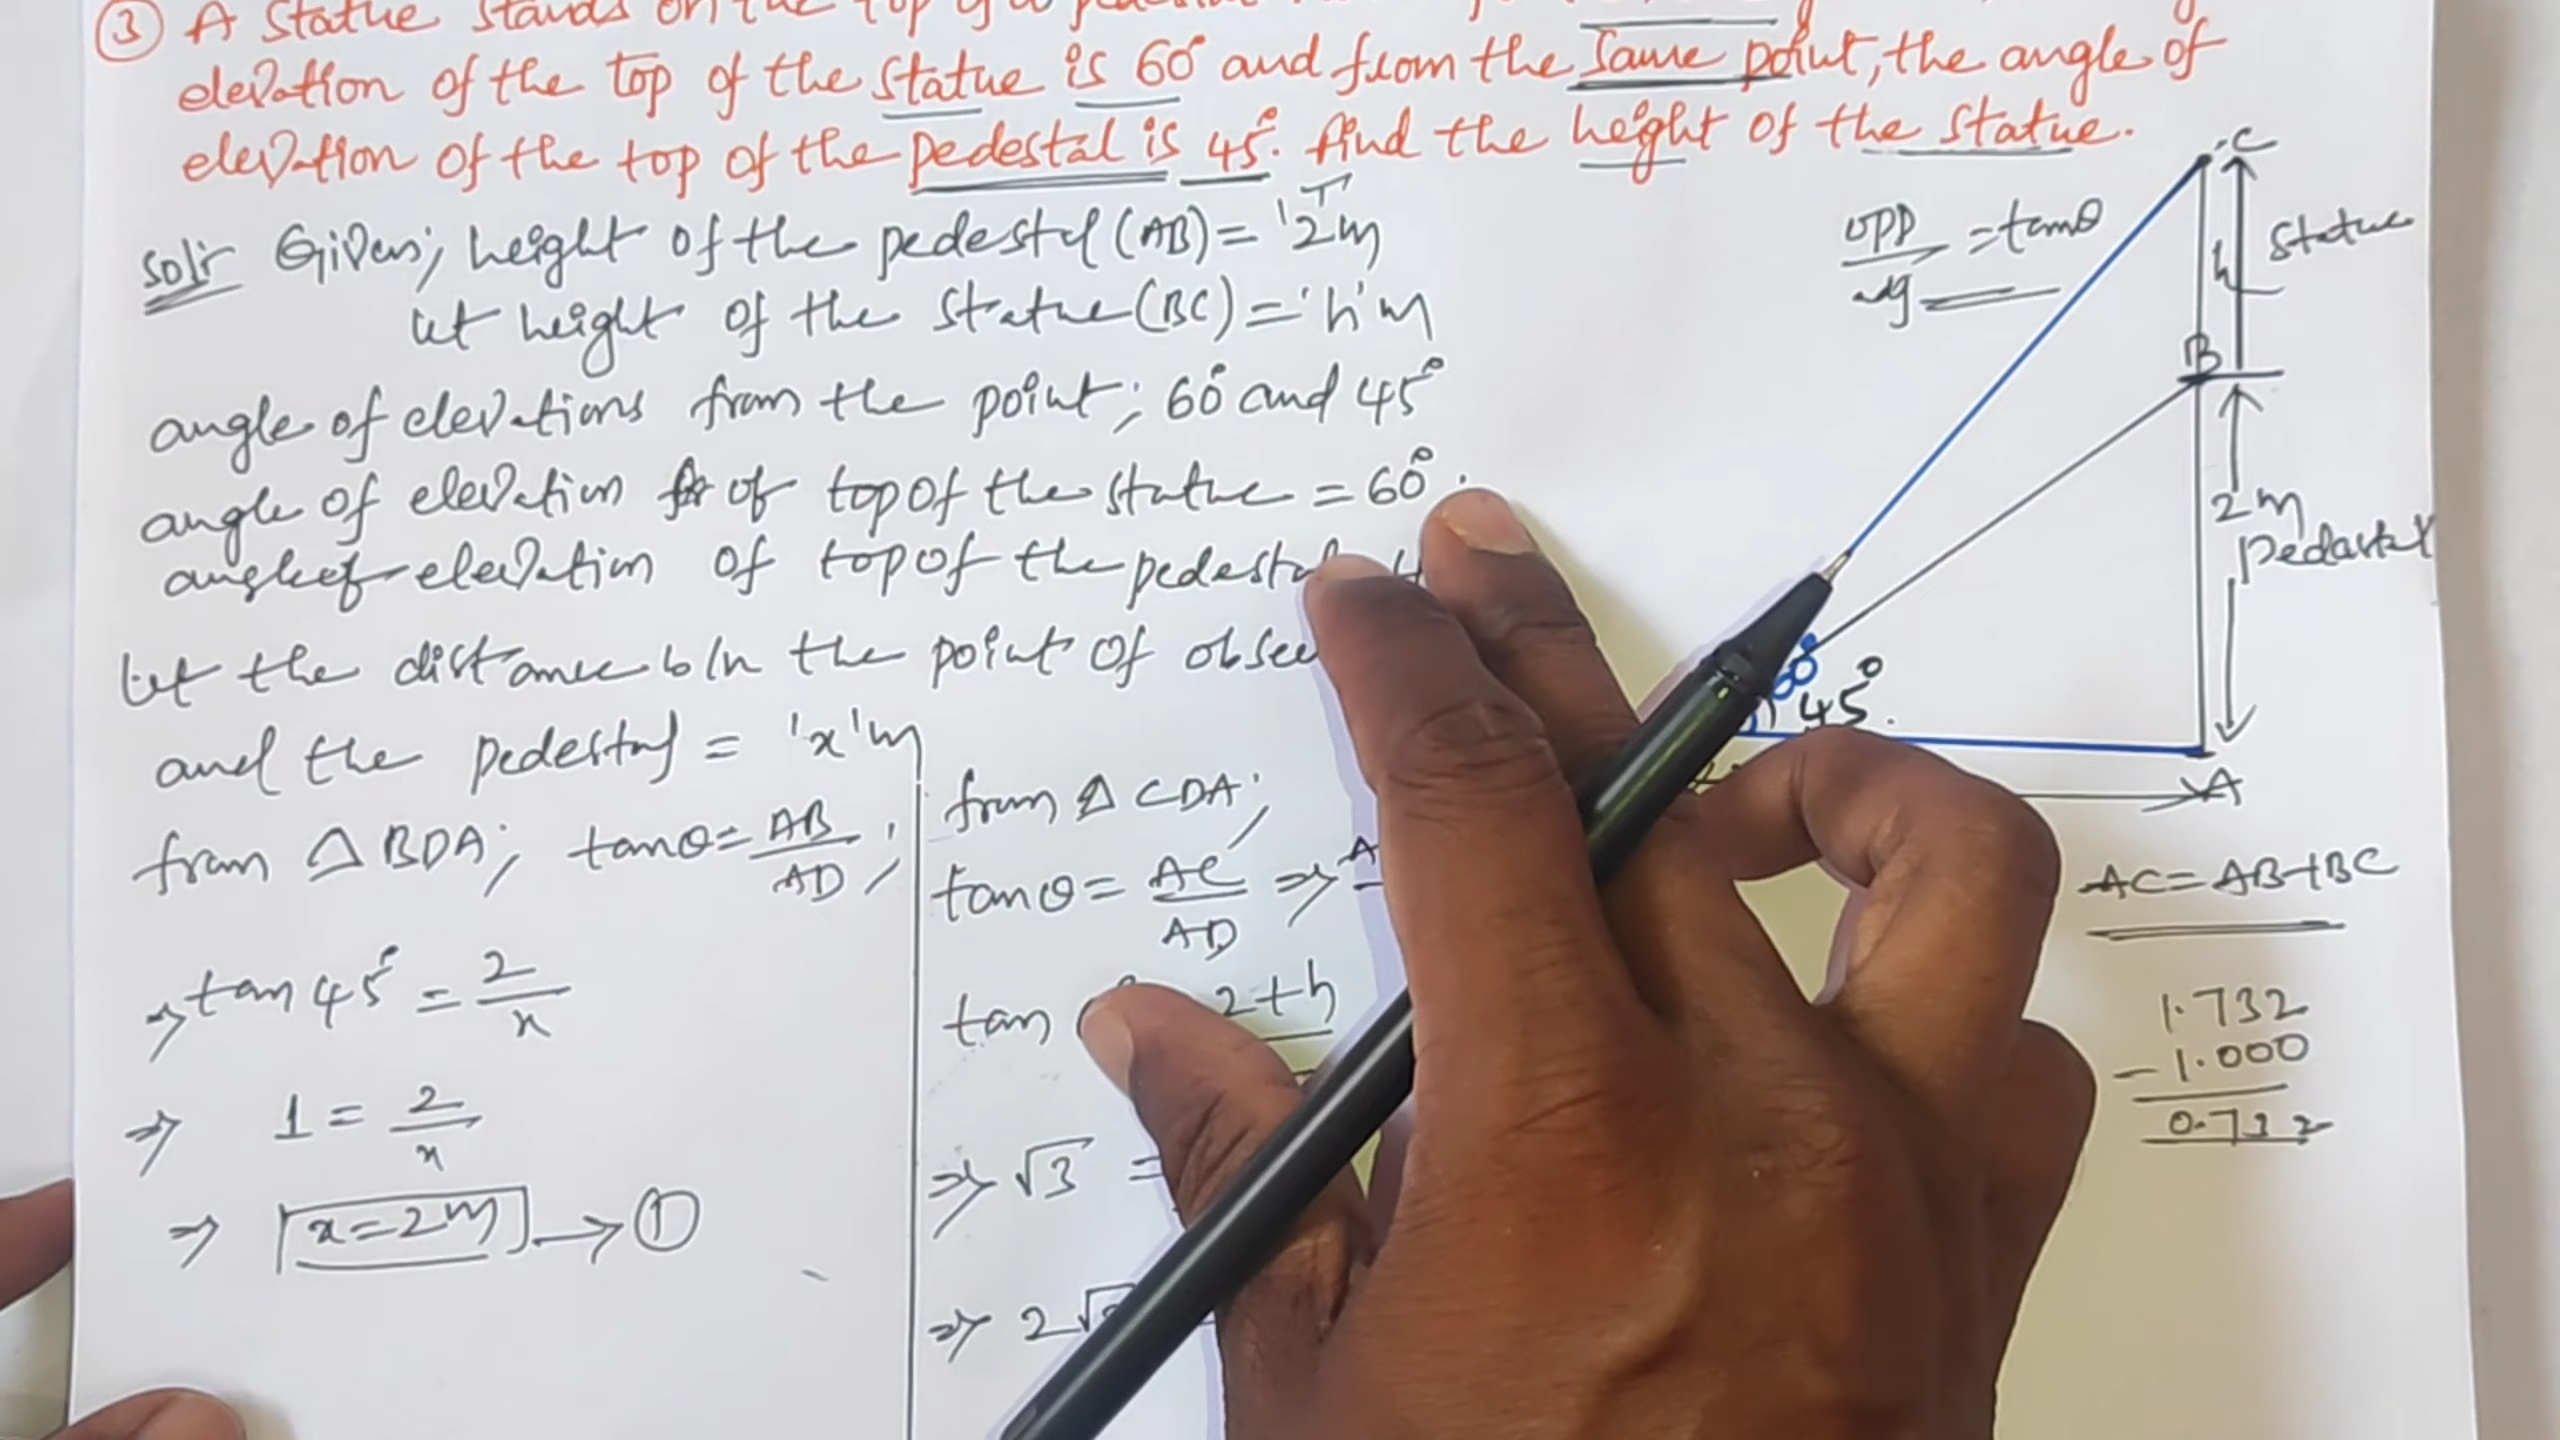 ③ A statue stands on the top of a pedestal
elevation of the top of the statue is 60° and from the same point, the angle of
elevation of the top of the pedestal is 45°. find the height of the statue.
Sol:- Given; height of the pedestal (AB) = '2'm
let height of the statue (BC) = 'h'm
angle of elevations from the point; 60° and 45°
angle of elevation of top of the statue = 60°.
angle of elevation of top of the pedestal
let the distance b/n the point of obse
and the pedestal = 'x'm
from △ BDA; tanθ = AB/AD;
⇒ tan 45° = 2/x
⇒ 1 = 2/x
⇒ x = 2m → ①
from △ CDA;
tanθ = AC/AD ⇒ A
tan 2+h
⇒ √3 =
⇒ 2√
opp/adj = tanθ
C
h
Statue
B
2m
pedastal
60°
45°.
A
AC = AB + BC
1.732
- 1.000
0.732